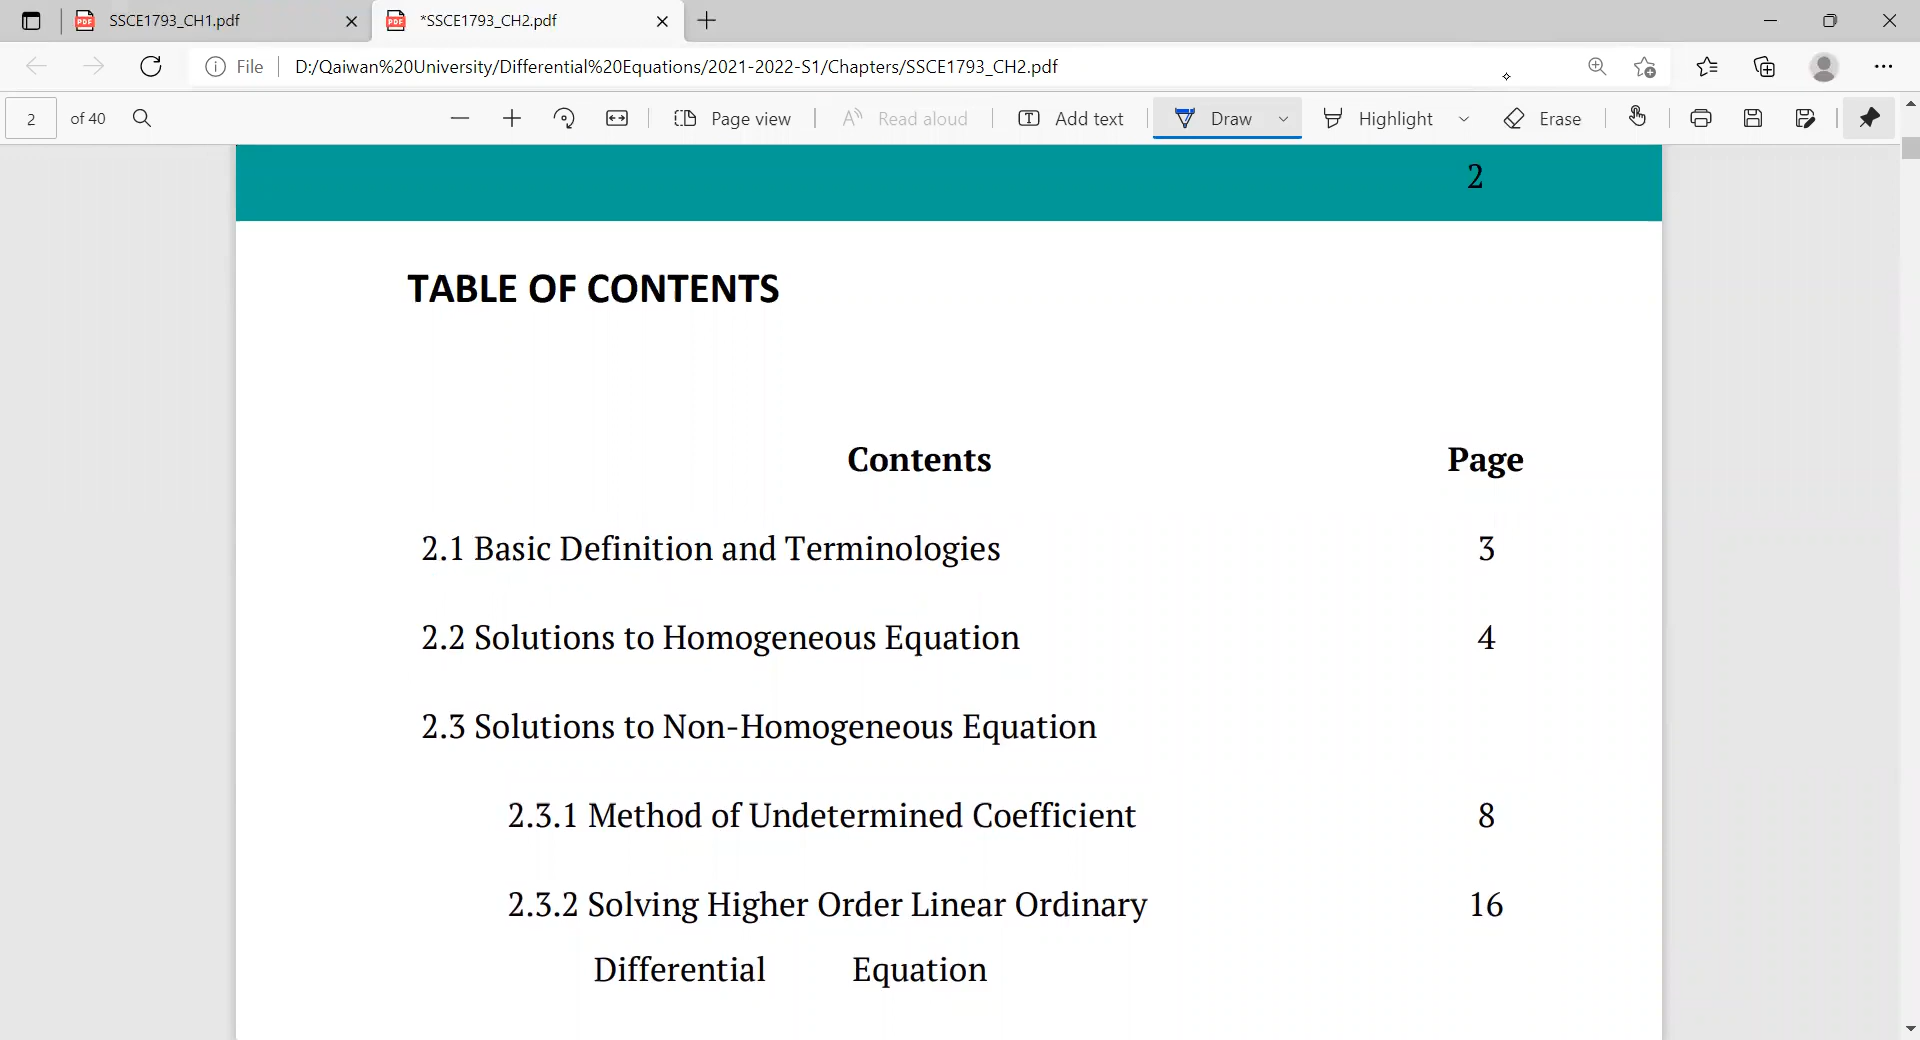 SSCE1793_CH1.pdf
*SSCE1793_CH2.pdf
File
D:/Qaiwan%20University/Differential%20Equations/2021-2022-S1/Chapters/SSCE1793_CH2.pdf
2 of 40
Page view
Read aloud
Add text
Draw
Highlight
Erase
2
TABLE OF CONTENTS
Contents Page
2.1 Basic Definition and Terminologies 3
2.2 Solutions to Homogeneous Equation 4
2.3 Solutions to Non-Homogeneous Equation
2.3.1 Method of Undetermined Coefficient 8
2.3.2 Solving Higher Order Linear Ordinary 16
Differential Equation